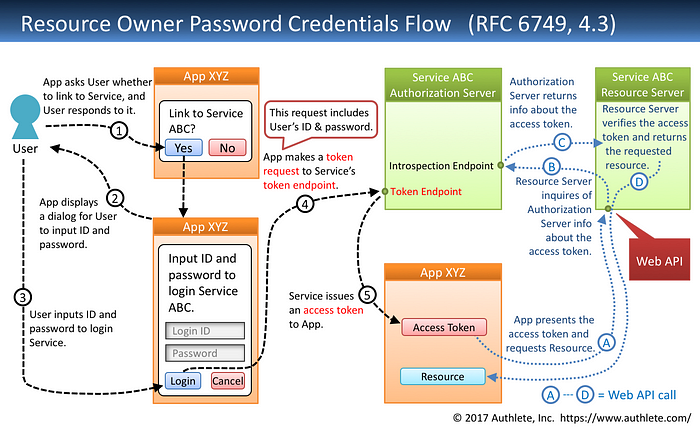 Resource Owner Password Credentials Flow (RFC 6749, 4.3)
App asks User whether
to link to Service, and
User responds to it.
User
1
App XYZ
Link to Service
ABC?
Yes
No
2
App displays
a dialog for User
to input ID and
password.
3
User inputs ID and
password to login
Service.
App XYZ
Input ID and
password to
login Service
ABC.
Login ID
Password
Login
Cancel
This request includes
User's ID & password.
App makes a token
request to Service's
token endpoint.
4
Service ABC
Authorization Server
Introspection Endpoint
Token Endpoint
5
Service issues
an access token
to App.
App XYZ
Access Token
Resource
Authorization
Server returns
info about the
access token.
C
B
Resource Server
inquires of
Authorization
Server info
about the
access token.
Service ABC
Resource Server
Resource Server
verifies the access
token and returns
the requested
resource.
D
Web API
App presents the
access token and
requests Resource.
A
A --- D = Web API call
© 2017 Authlete, Inc. https://www.authlete.com/